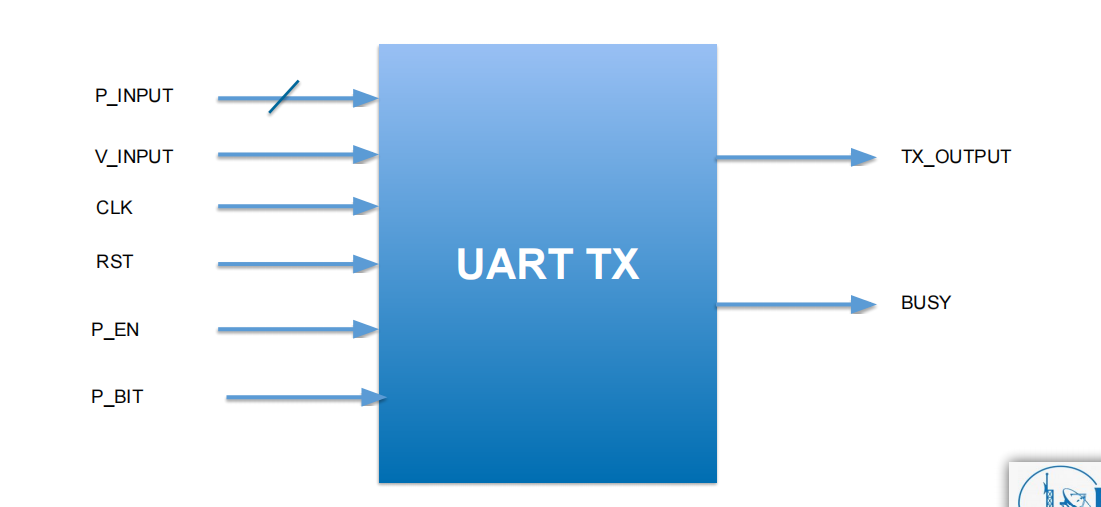 P_INPUT
V_INPUT
CLK
RST
P_EN
P_BIT
UART TX
TX_OUTPUT
BUSY